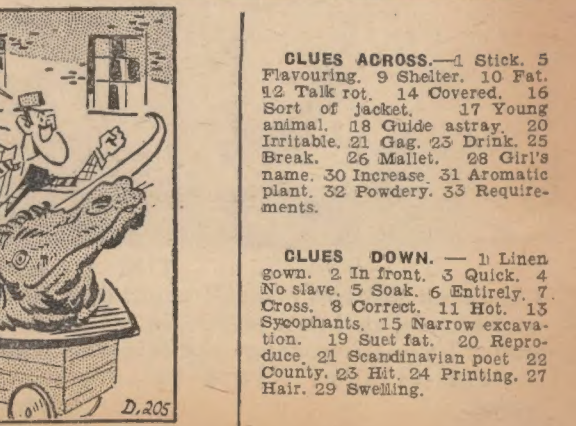 CLUES ACROSS.—1 Stick. 5
Flavouring. 9 Shelter. 10 Fat.
12 Talk rot. 14 Covered. 16
Sort of jacket. 17 Young
animal. 18 Guide astray. 20
Irritable. 21 Gag. 23 Drink. 25
Break. 26 Mallet. 28 Girl's
name. 30 Increase. 31 Aromatic
plant. 32 Powdery. 33 Require-
ments.
CLUES DOWN. — 1 Linen
gown. 2 In front. 3 Quick. 4
No slave. 5 Soak. 6 Entirely. 7
Cross. 8 Correct. 11 Hot. 13
Sycophants. 15 Narrow excava-
tion. 19 Suet fat. 20 Repro-
duce. 21 Scandinavian poet 22
County. 23 Hit. 24 Printing. 27
Hair. 29 Swelling.
D.205